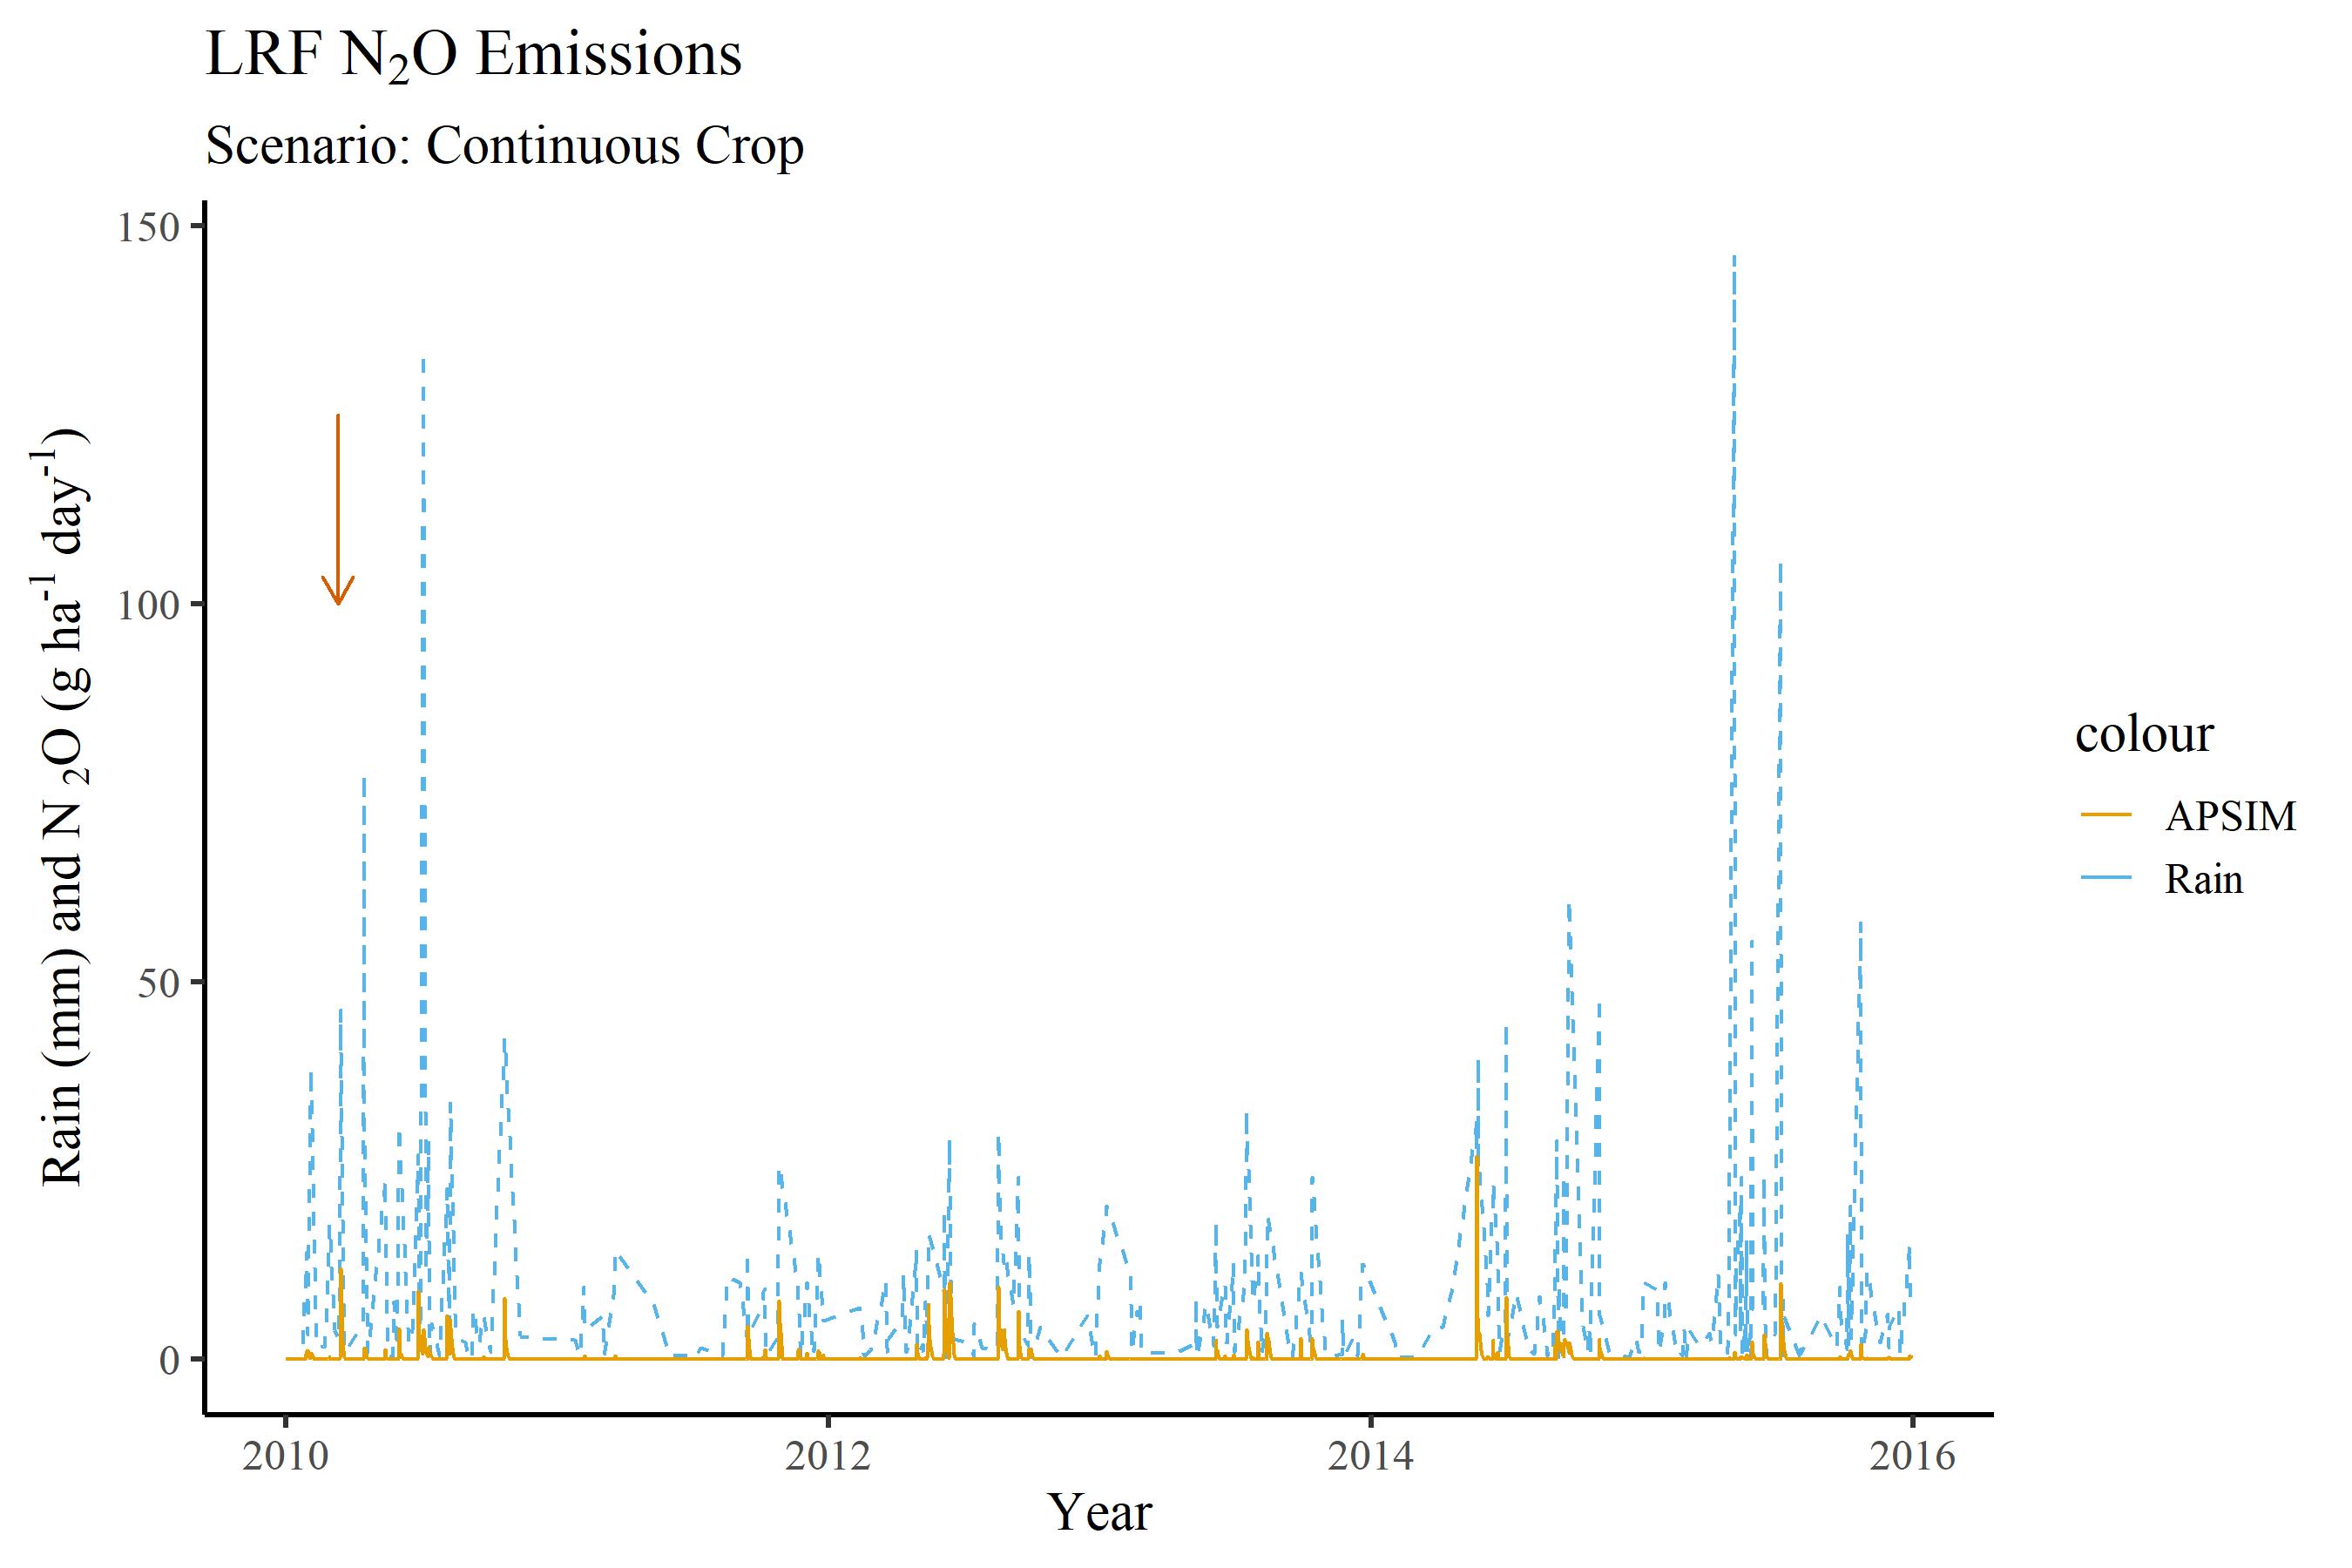 LRF N₂O Emissions
Scenario: Continuous Crop
Rain (mm) and N ₂O (g ha⁻¹ day⁻¹)
150
100
50
0
2010
2012
2014
2016
Year
colour
APSIM
Rain